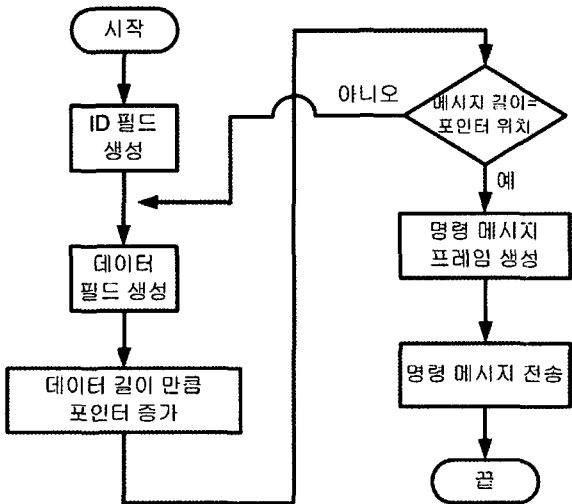 시작
ID 필드
생성
데이터
필드 생성
데이터 길이 만큼
포인터 증가
메시지 길이=
포인터 위치
아니오
예
명령 메시지
프레임 생성
명령 메시지 전송
끝